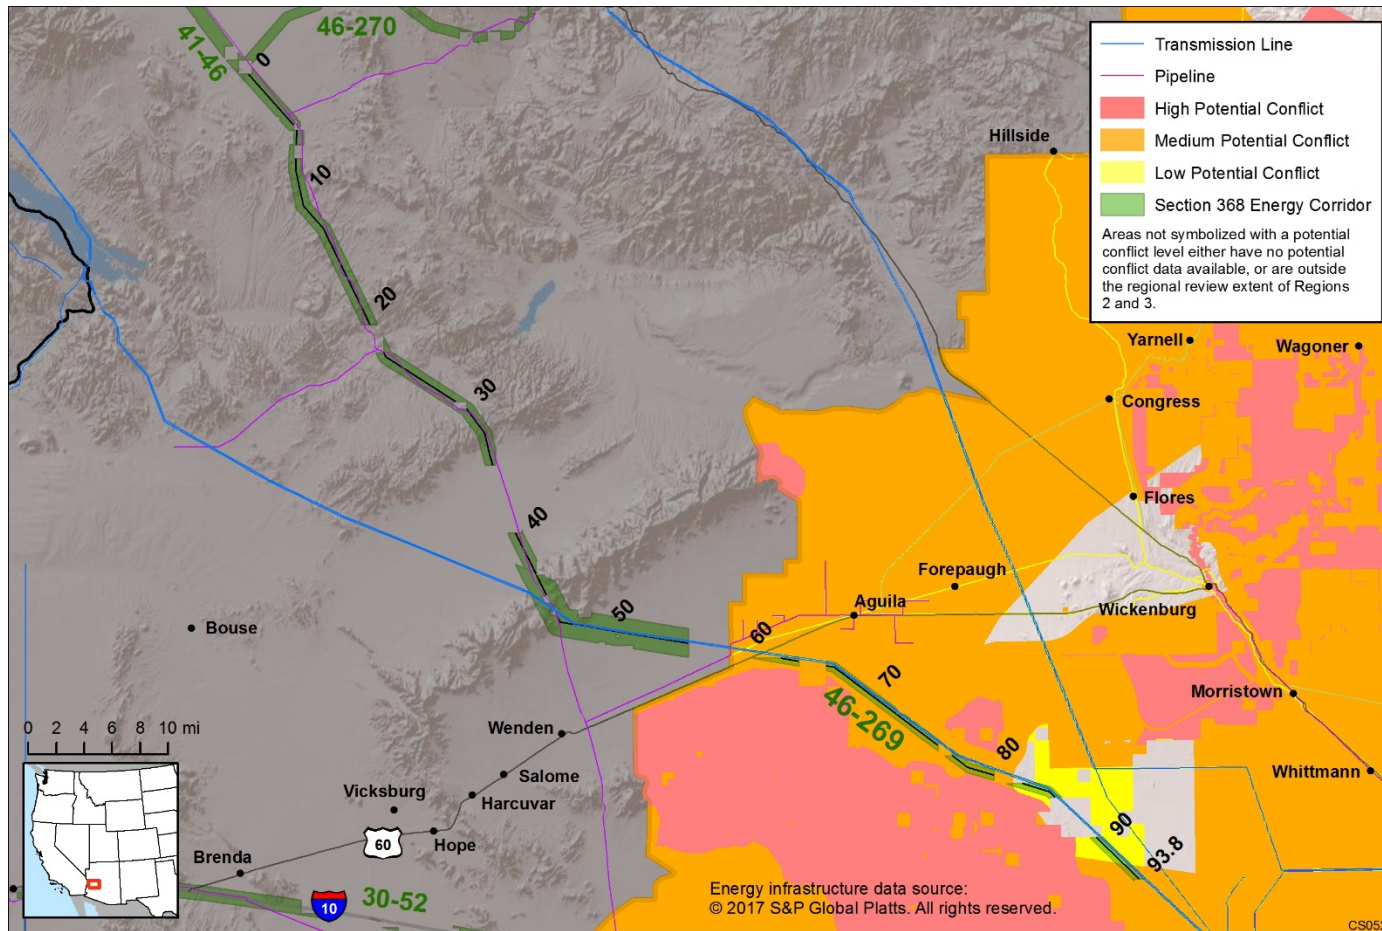 46-270
41-46
0
10
20
30
40
50
60
70
80
90
93.8
46-269
30-52
Transmission Line
Pipeline
High Potential Conflict
Medium Potential Conflict
Low Potential Conflict
Section 368 Energy Corridor
Areas not symbolized with a potential
conflict level either have no potential
conflict data available, or are outside
the regional review extent of Regions
2 and 3.
Hillside
Yarnell
Wagoner
Congress
Flores
Forepaugh
Aguila
Wickenburg
Bouse
Morristown
Wenden
Salome
Whittmann
Vicksburg
Harcuvar
60
Hope
Brenda
10
0 2 4 6 8 10 mi
Energy infrastructure data source:
© 2017 S&P Global Platts. All rights reserved.
CS052